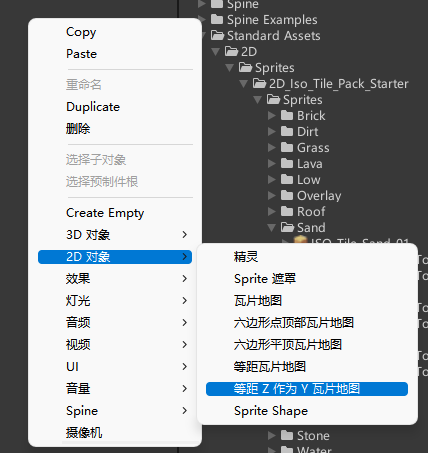 Copy
Paste
重命名
Duplicate
删除
选择子对象
选择预制件根
Create Empty
3D 对象
2D 对象
效果
灯光
音频
视频
UI
音量
Spine
摄像机
精灵
Sprite 遮罩
瓦片地图
六边形点顶部瓦片地图
六边形平顶瓦片地图
等距瓦片地图
等距 Z 作为 Y 瓦片地图
Sprite Shape
Spine
Spine Examples
Standard Assets
2D
Sprites
2D_Iso_Tile_Pack_Starter
Sprites
Brick
Dirt
Grass
Lava
Low
Overlay
Roof
Sand
ISO_Tile_Sand_01
Stone
Water